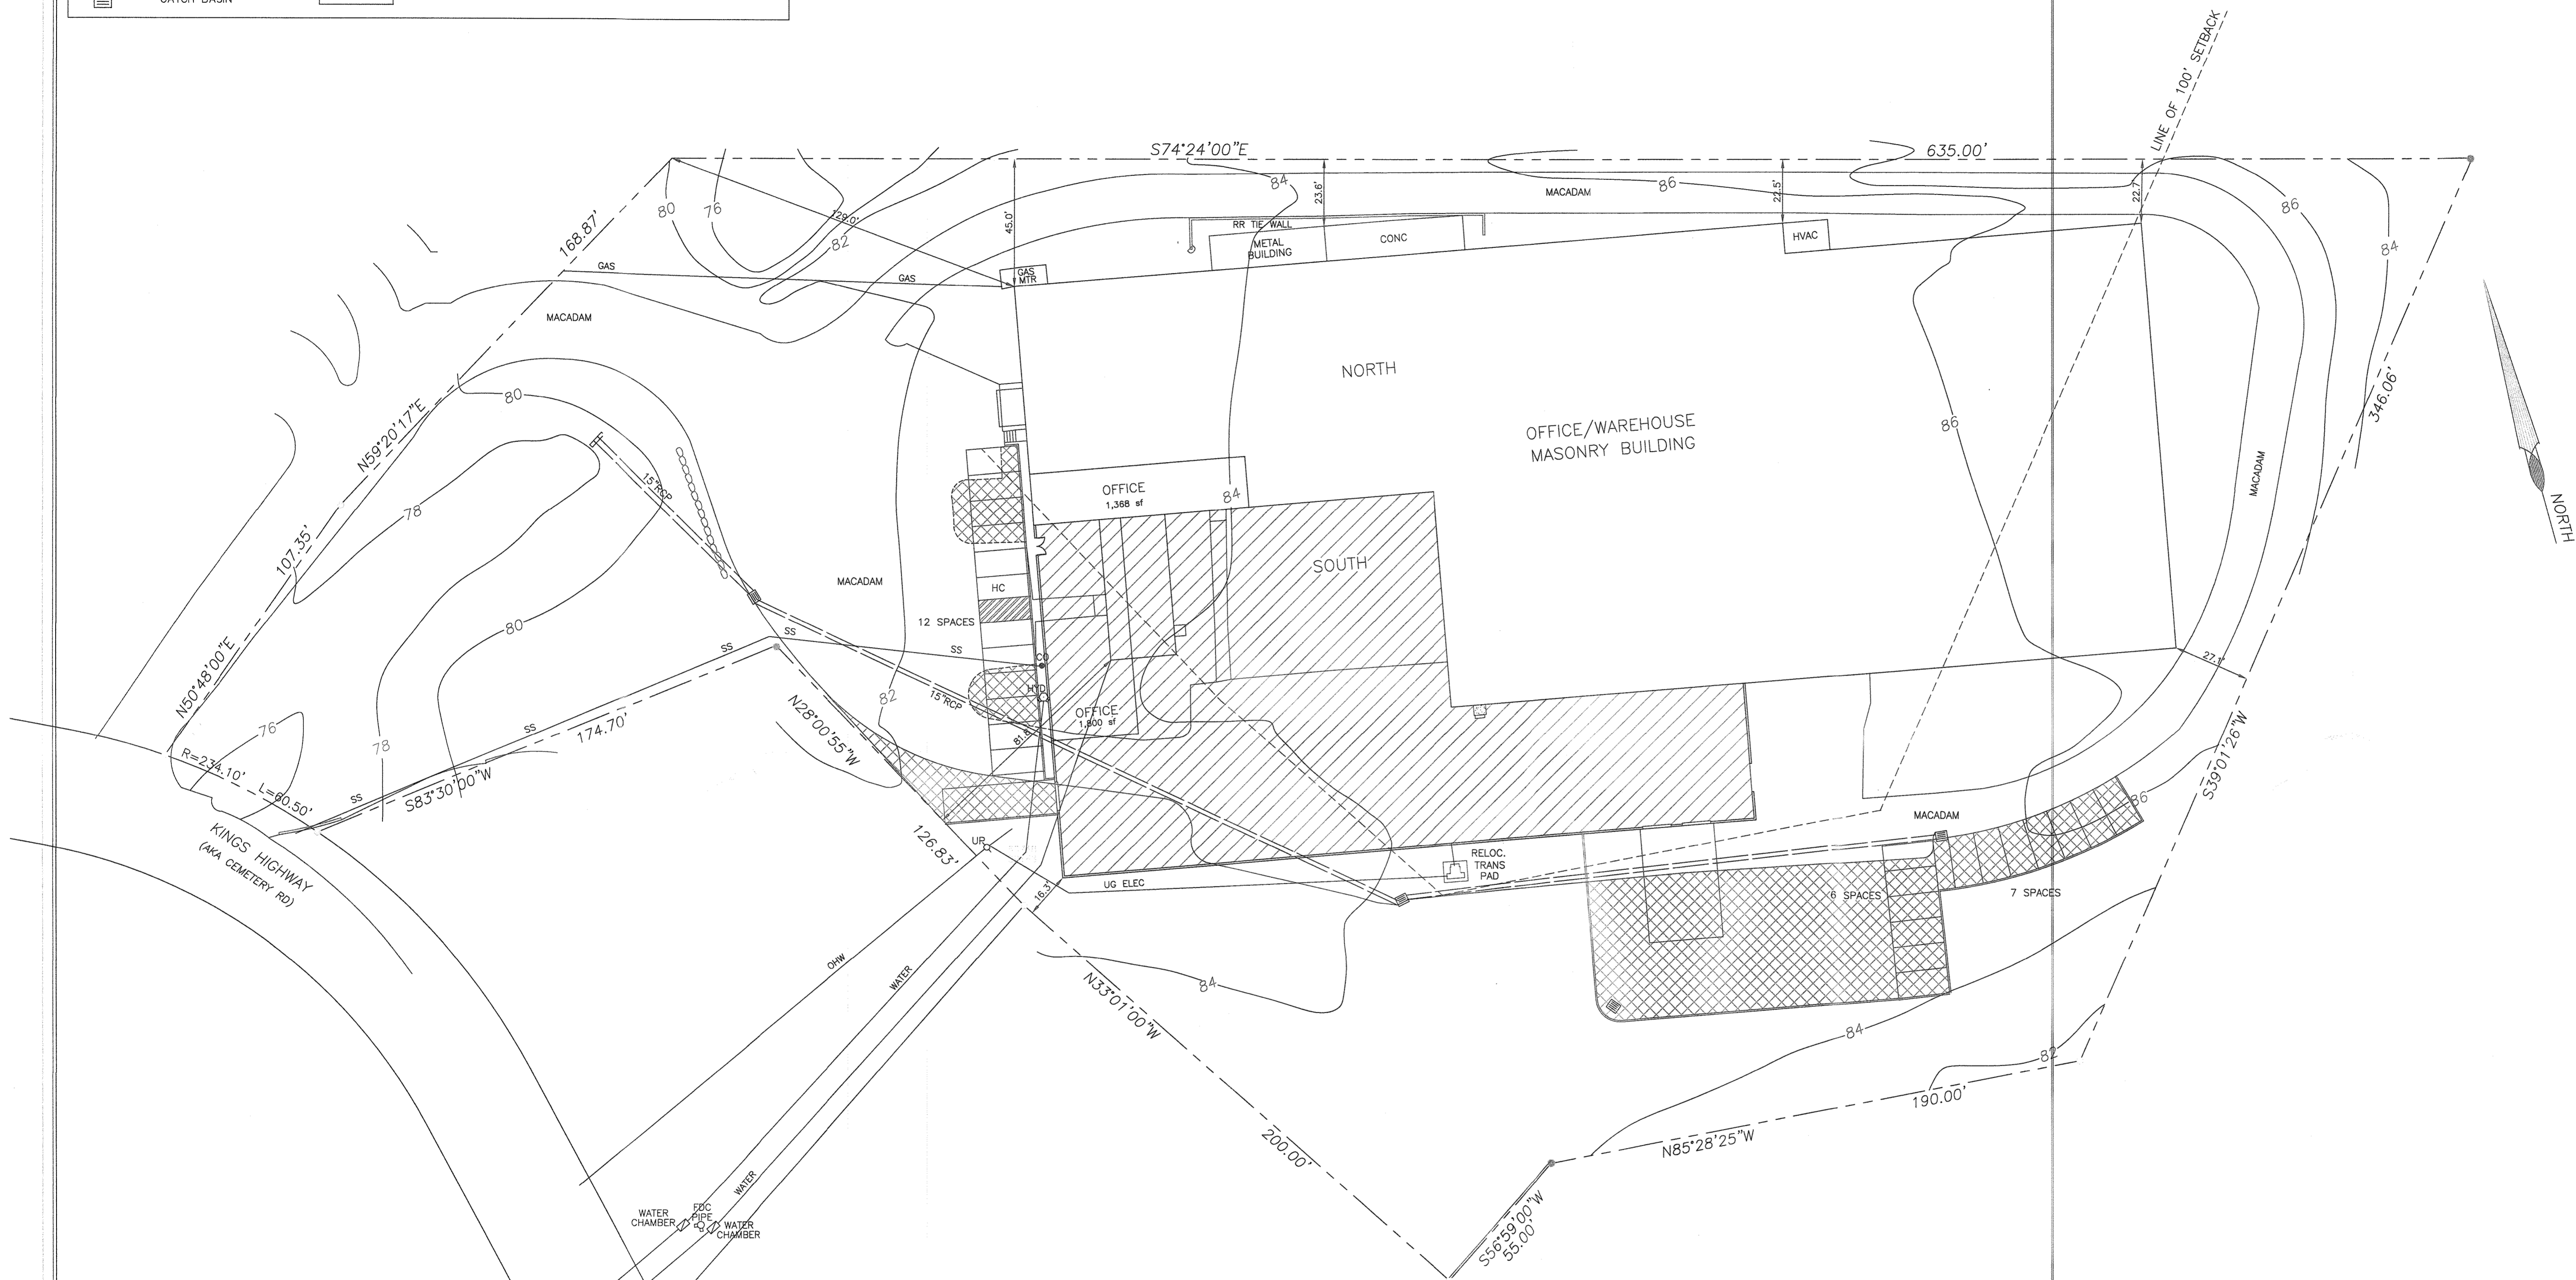 CATCH BASIN
LINE OF 100' SETBACK
S74°24'00"E
635.00'
80
76
129.0'
82
45.0'
84
23.6'
MACADAM
86
22.5'
22.7'
86
84
168.87'
GAS
GAS
GAS
MTR
RR TIE WALL
METAL
BUILDING
CONC
HVAC
MACADAM
NORTH
OFFICE/WAREHOUSE
MASONRY BUILDING
86
346.06'
NORTH
80
N59°20'17"E
15"RCP
78
107.35'
OFFICE
1,368 sf
84
MACADAM
MACADAM
SOUTH
HC
12 SPACES
80
SS
SS
SS
CO
HYD
27.1'
N50°48'00"E
76
78
R=234.10'
L=60.50'
SS
SS
174.70'
S83°30'00"W
N28°00'55"W
82
15"RCP
OFFICE
1,800 sf
S39°01'26"W
86
MACADAM
KINGS HIGHWAY
(AKA CEMETERY RD)
126.83'
UR
16.3'
UG ELEC
RELOC.
TRANS
PAD
6 SPACES
7 SPACES
OHW
WATER
84
N33°01'00"W
84
82
190.00'
N85°28'25"W
200.00'
S56°59'00"W
55.00'
WATER
WATER
CHAMBER
FDC
PIPE
WATER
CHAMBER